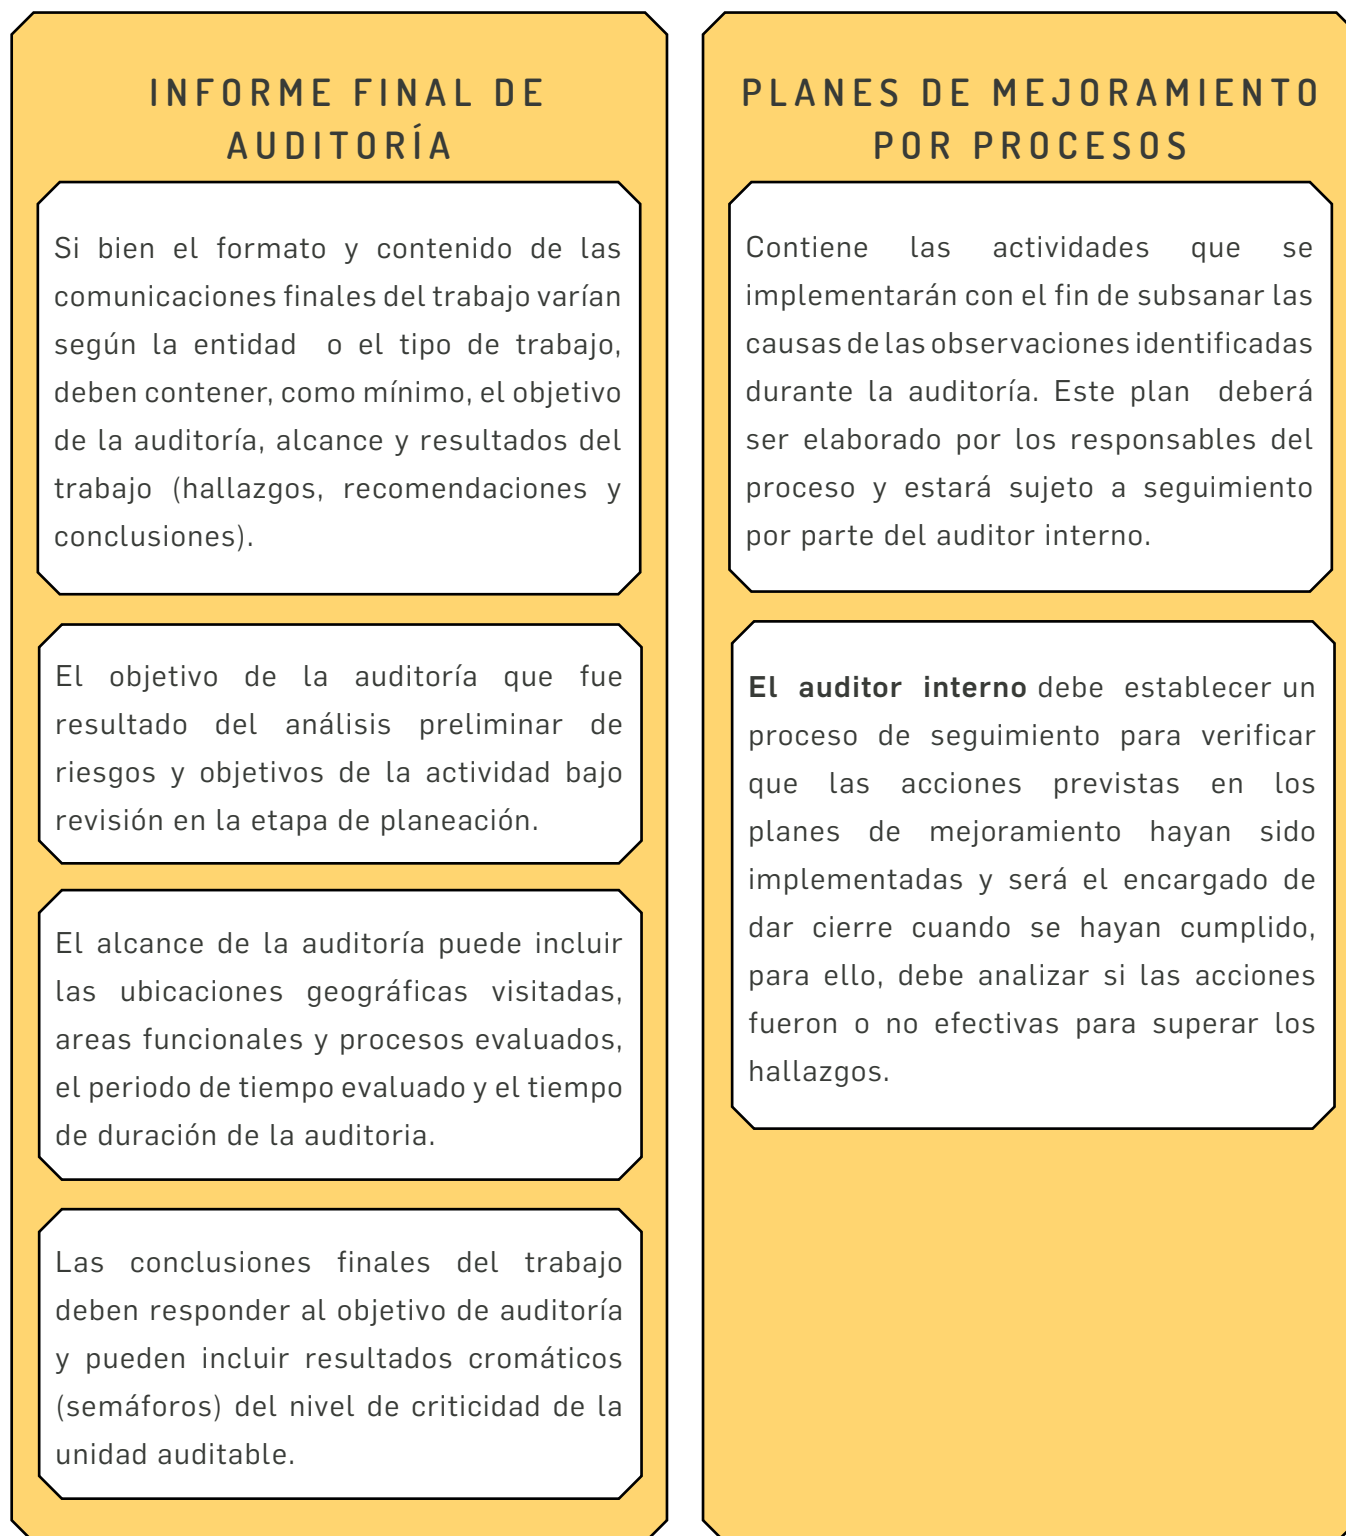 INFORME FINAL DE
AUDITORÍA
Si bien el formato y contenido de las
comunicaciones finales del trabajo varían
según la entidad o el tipo de trabajo,
deben contener, como mínimo, el objetivo
de la auditoría, alcance y resultados del
trabajo (hallazgos, recomendaciones y
conclusiones).
El objetivo de la auditoría que fue
resultado del análisis preliminar de
riesgos y objetivos de la actividad bajo
revisión en la etapa de planeación.
El alcance de la auditoría puede incluir
las ubicaciones geográficas visitadas,
areas funcionales y procesos evaluados,
el periodo de tiempo evaluado y el tiempo
de duración de la auditoria.
Las conclusiones finales del trabajo
deben responder al objetivo de auditoría
y pueden incluir resultados cromáticos
(semáforos) del nivel de criticidad de la
unidad auditable.
PLANES DE MEJORAMIENTO
POR PROCESOS
Contiene las actividades que se
implementarán con el fin de subsanar las
causas de las observaciones identificadas
durante la auditoría. Este plan deberá
ser elaborado por los responsables del
proceso y estará sujeto a seguimiento
por parte del auditor interno.
El auditor interno debe establecer un
proceso de seguimiento para verificar
que las acciones previstas en los
planes de mejoramiento hayan sido
implementadas y será el encargado de
dar cierre cuando se hayan cumplido,
para ello, debe analizar si las acciones
fueron o no efectivas para superar los
hallazgos.